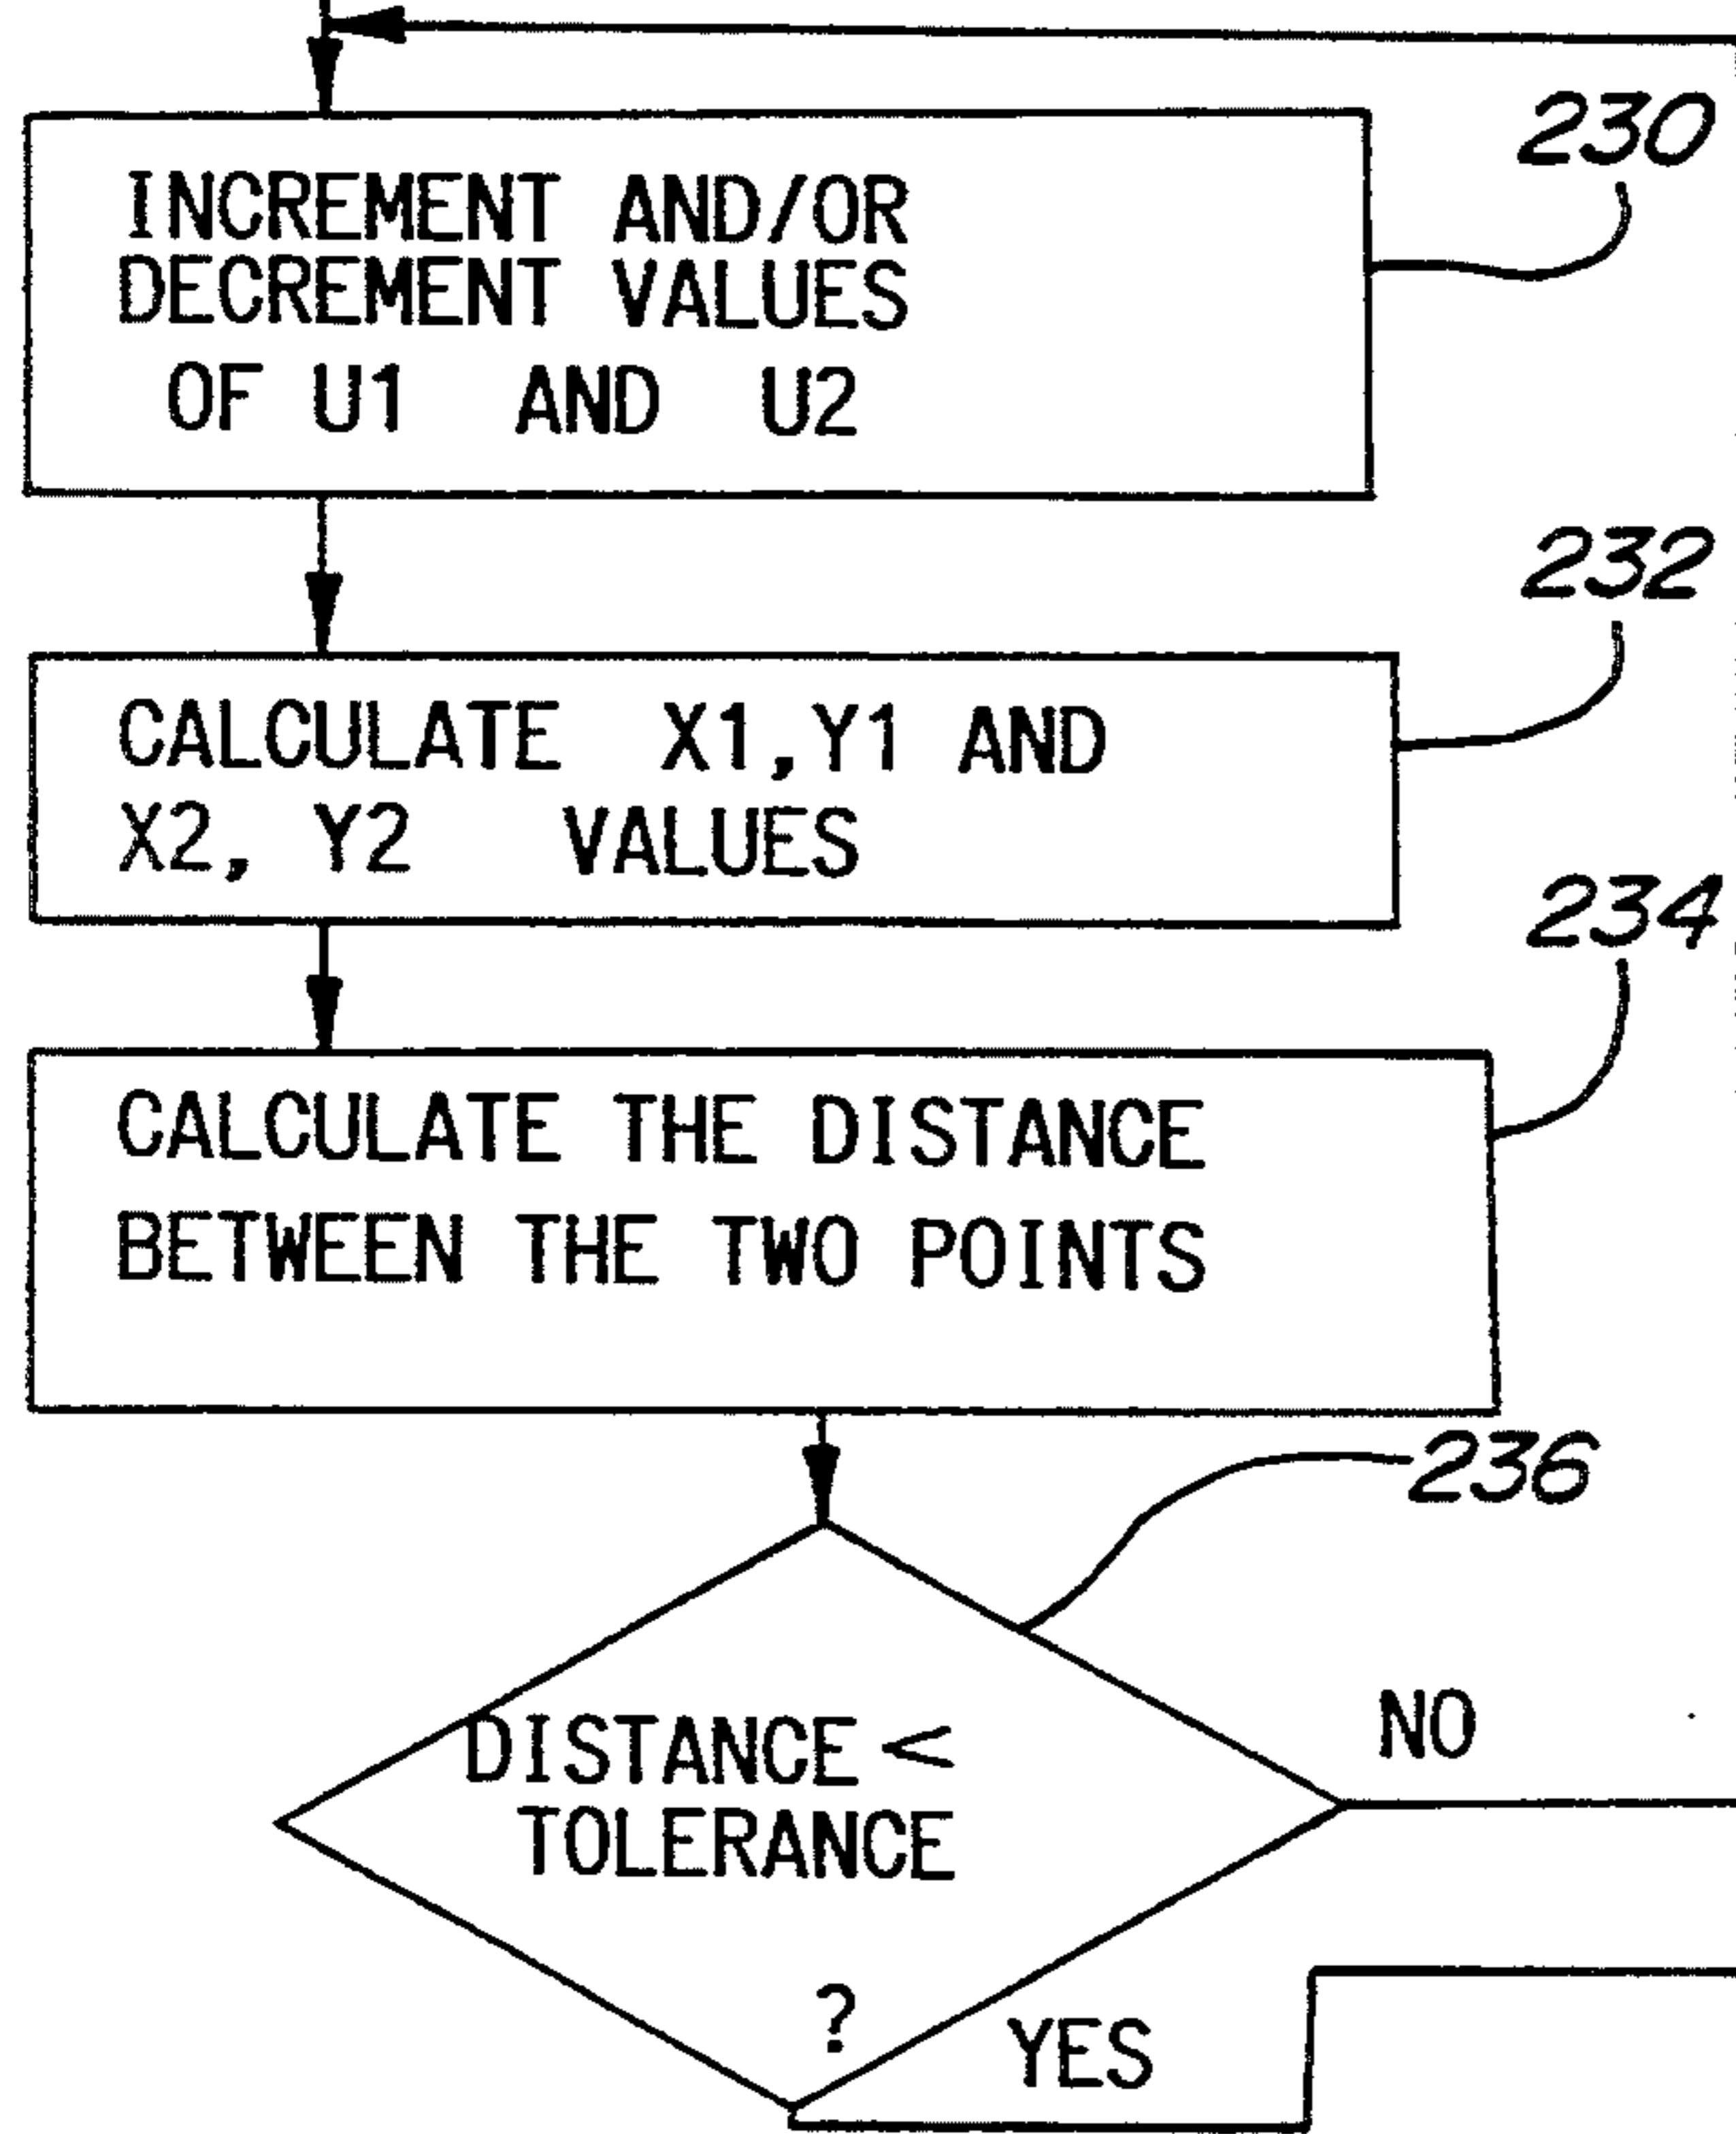 230
INCREMENT AND/OR
DECREMENT VALUES
OF U1 AND U2
232
CALCULATE X1,Y1 AND
X2, Y2 VALUES
234
CALCULATE THE DISTANCE
BETWEEN THE TWO POINTS
236
DISTANCE <
TOLERANCE
?
NO
YES